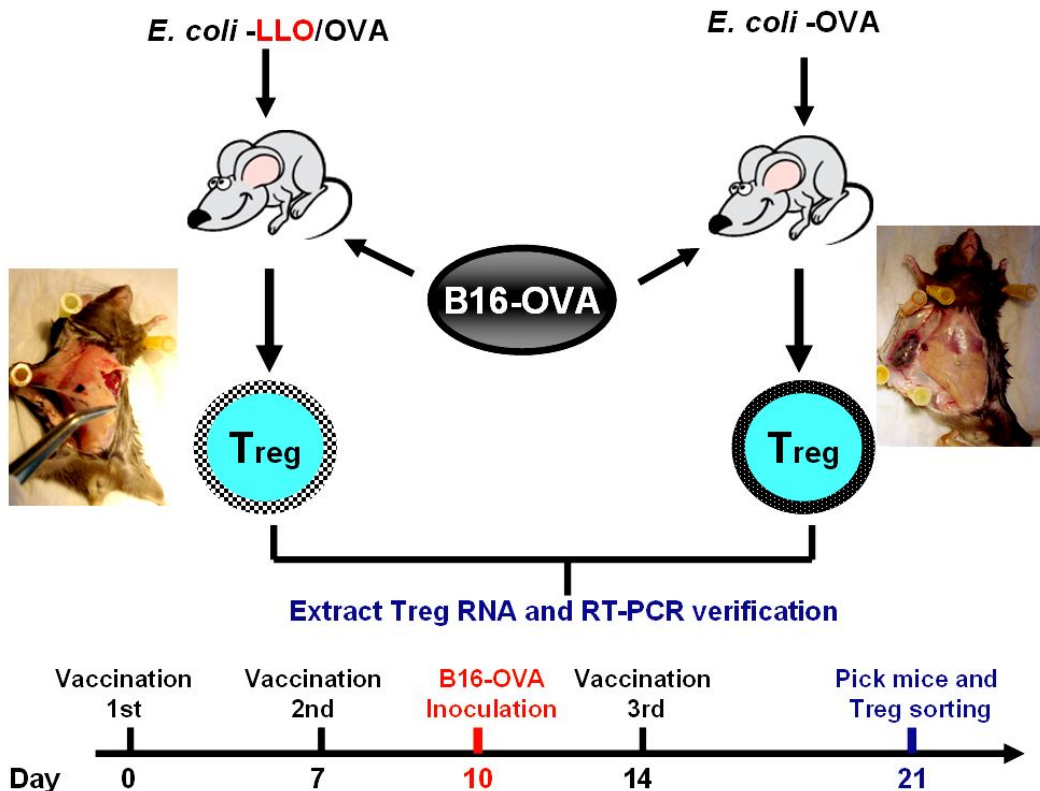 E. coli -LLO/OVA
E. coli -OVA
B16-OVA
Treg
Treg
Extract Treg RNA and RT-PCR verification
Vaccination
1st
Vaccination
2nd
B16-OVA
Inoculation
Vaccination
3rd
Pick mice and
Treg sorting
Day 0 7 10 14 21